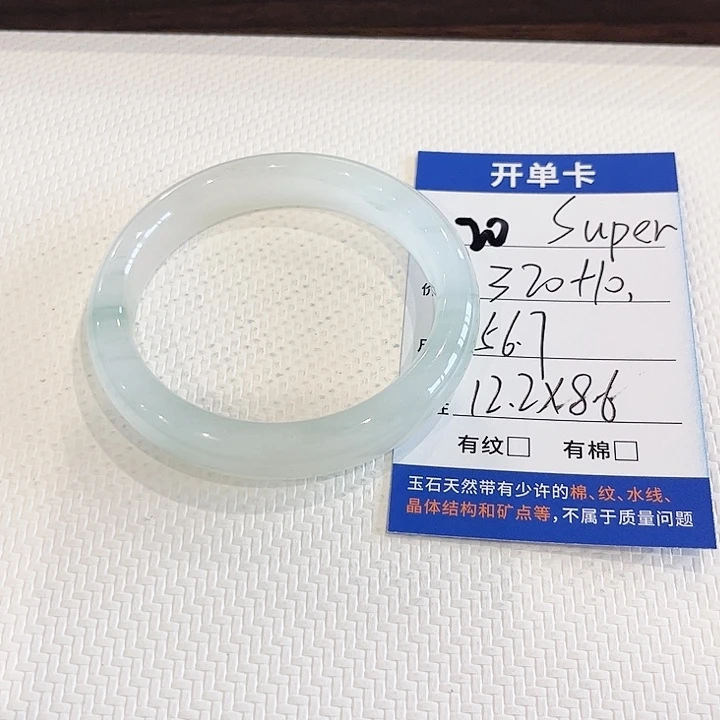 开单卡
20 Super
价 320+10.
56.7
12.2X8.6
有纹□ 有棉□
玉石天然带有少许的棉、纹、水线、
晶体结构和矿点等,不属于质量问题